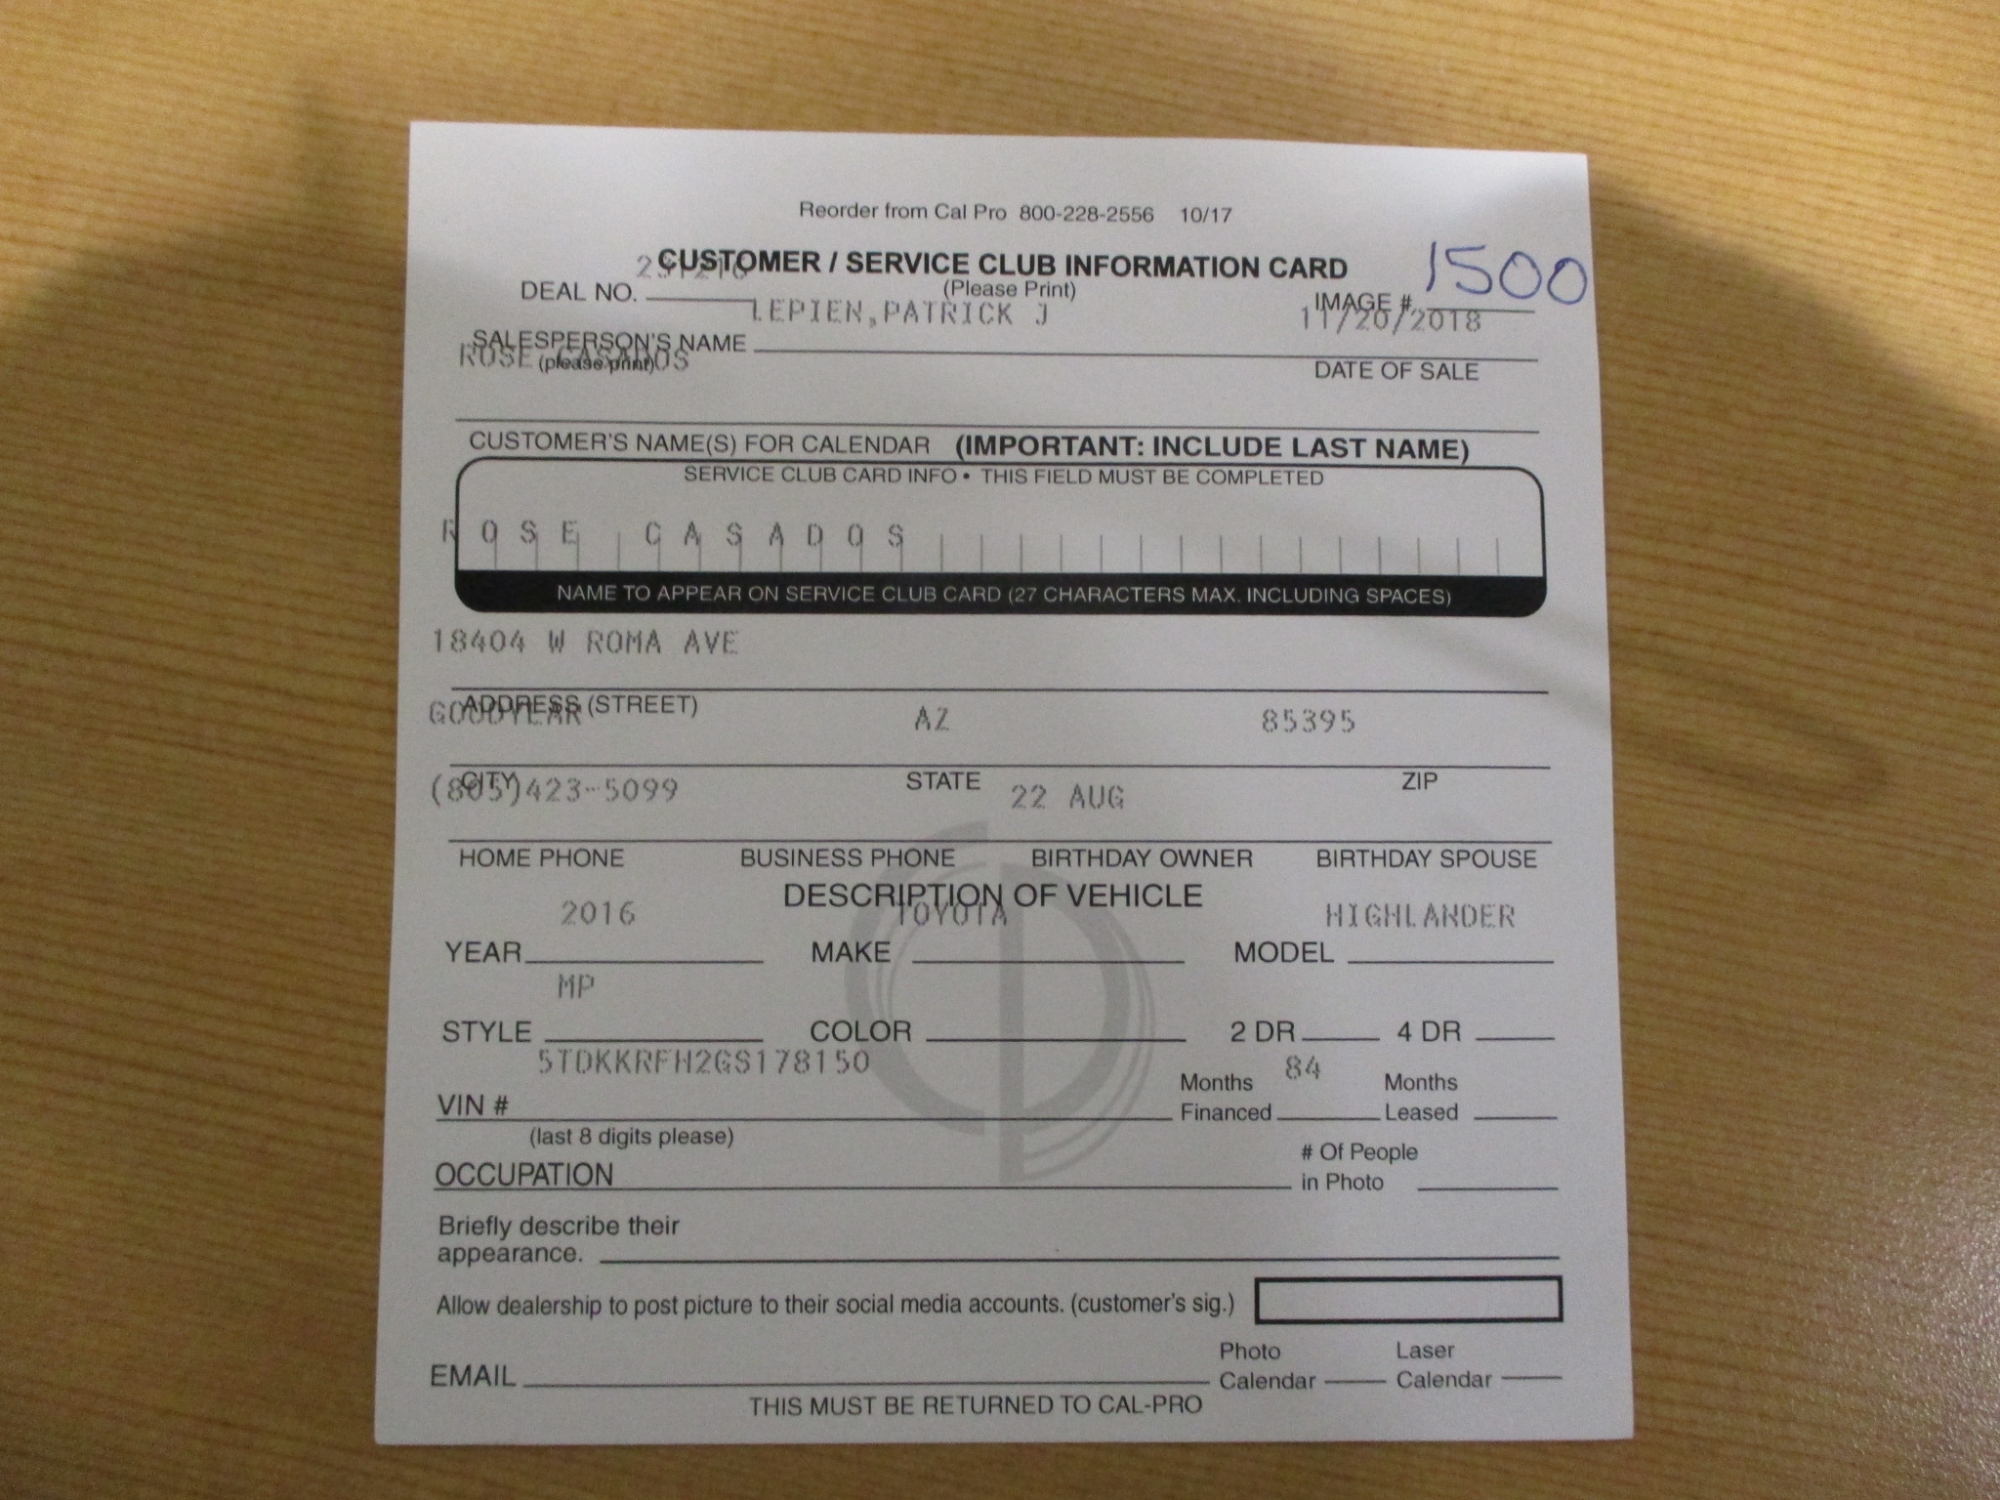 Reorder from Cal Pro 800-228-2556 10/17
CUSTOMER / SERVICE CLUB INFORMATION CARD
1500
DEAL NO.
(Please Print)
IMAGE #
LEPIEN,PATRICK J
11/20/2018
SALESPERSON'S NAME
ROSE CASADOS
(please print)
DATE OF SALE
CUSTOMER'S NAME(S) FOR CALENDAR (IMPORTANT: INCLUDE LAST NAME)
SERVICE CLUB CARD INFO • THIS FIELD MUST BE COMPLETED
ROSE CASADOS
NAME TO APPEAR ON SERVICE CLUB CARD (27 CHARACTERS MAX. INCLUDING SPACES)
18404 W ROMA AVE
ADDRESS (STREET)
GOODYEAR AZ 85395
CITY STATE ZIP
(805)423-5099 22 AUG
HOME PHONE BUSINESS PHONE BIRTHDAY OWNER BIRTHDAY SPOUSE
DESCRIPTION OF VEHICLE
2016 TOYOTA HIGHLANDER
YEAR MAKE MODEL
MP
STYLE COLOR 2 DR 4 DR
5TDKKRFH2GS178150 84
VIN # Months Financed Months Leased
(last 8 digits please)
OCCUPATION # Of People in Photo
Briefly describe their
appearance.
Allow dealership to post picture to their social media accounts. (customer's sig.)
EMAIL Photo Calendar Laser Calendar
THIS MUST BE RETURNED TO CAL-PRO